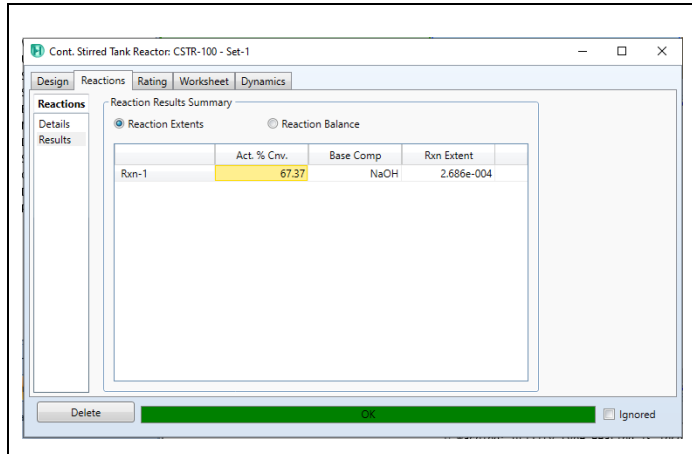 Cont. Stirred Tank Reactor: CSTR-100 - Set-1
Design Reactions Rating Worksheet Dynamics
Reactions
Details
Results
Reaction Results Summary
Reaction Extents Reaction Balance
Act. % Cnv. Base Comp Rxn Extent
Rxn-1 67.37 NaOH 2.686e-004
Delete OK Ignored